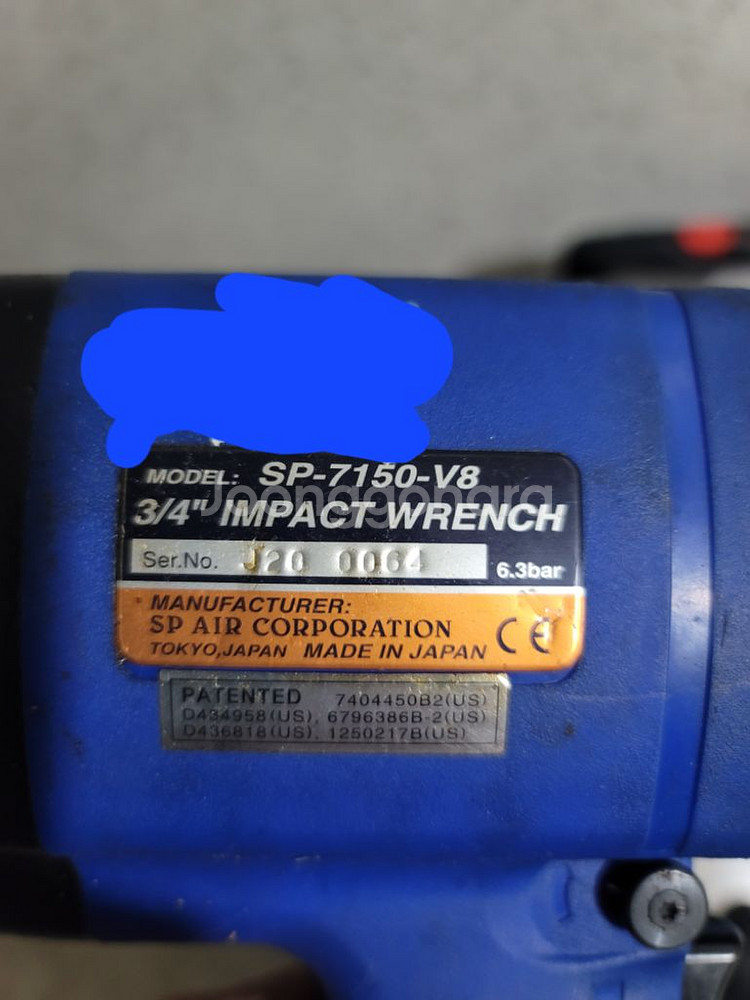 MODEL: SP-7150-V8
Joonggonara
3/4" IMPACT WRENCH
Ser.No. J20 0064
6.3bar
MANUFACTURER:
SP AIR CORPORATION
TOKYO,JAPAN MADE IN JAPAN
CE
PATENTED 7404450B2(US)
D434958(US), 6796386B-2(US)
D436818(US), 1250217B(US)